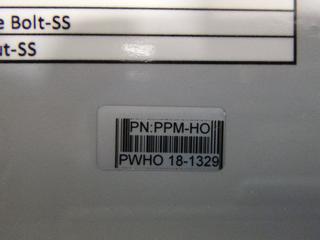 e Bolt-SS
ut-SS
PN:PPM-HO
PWHO 18-1329